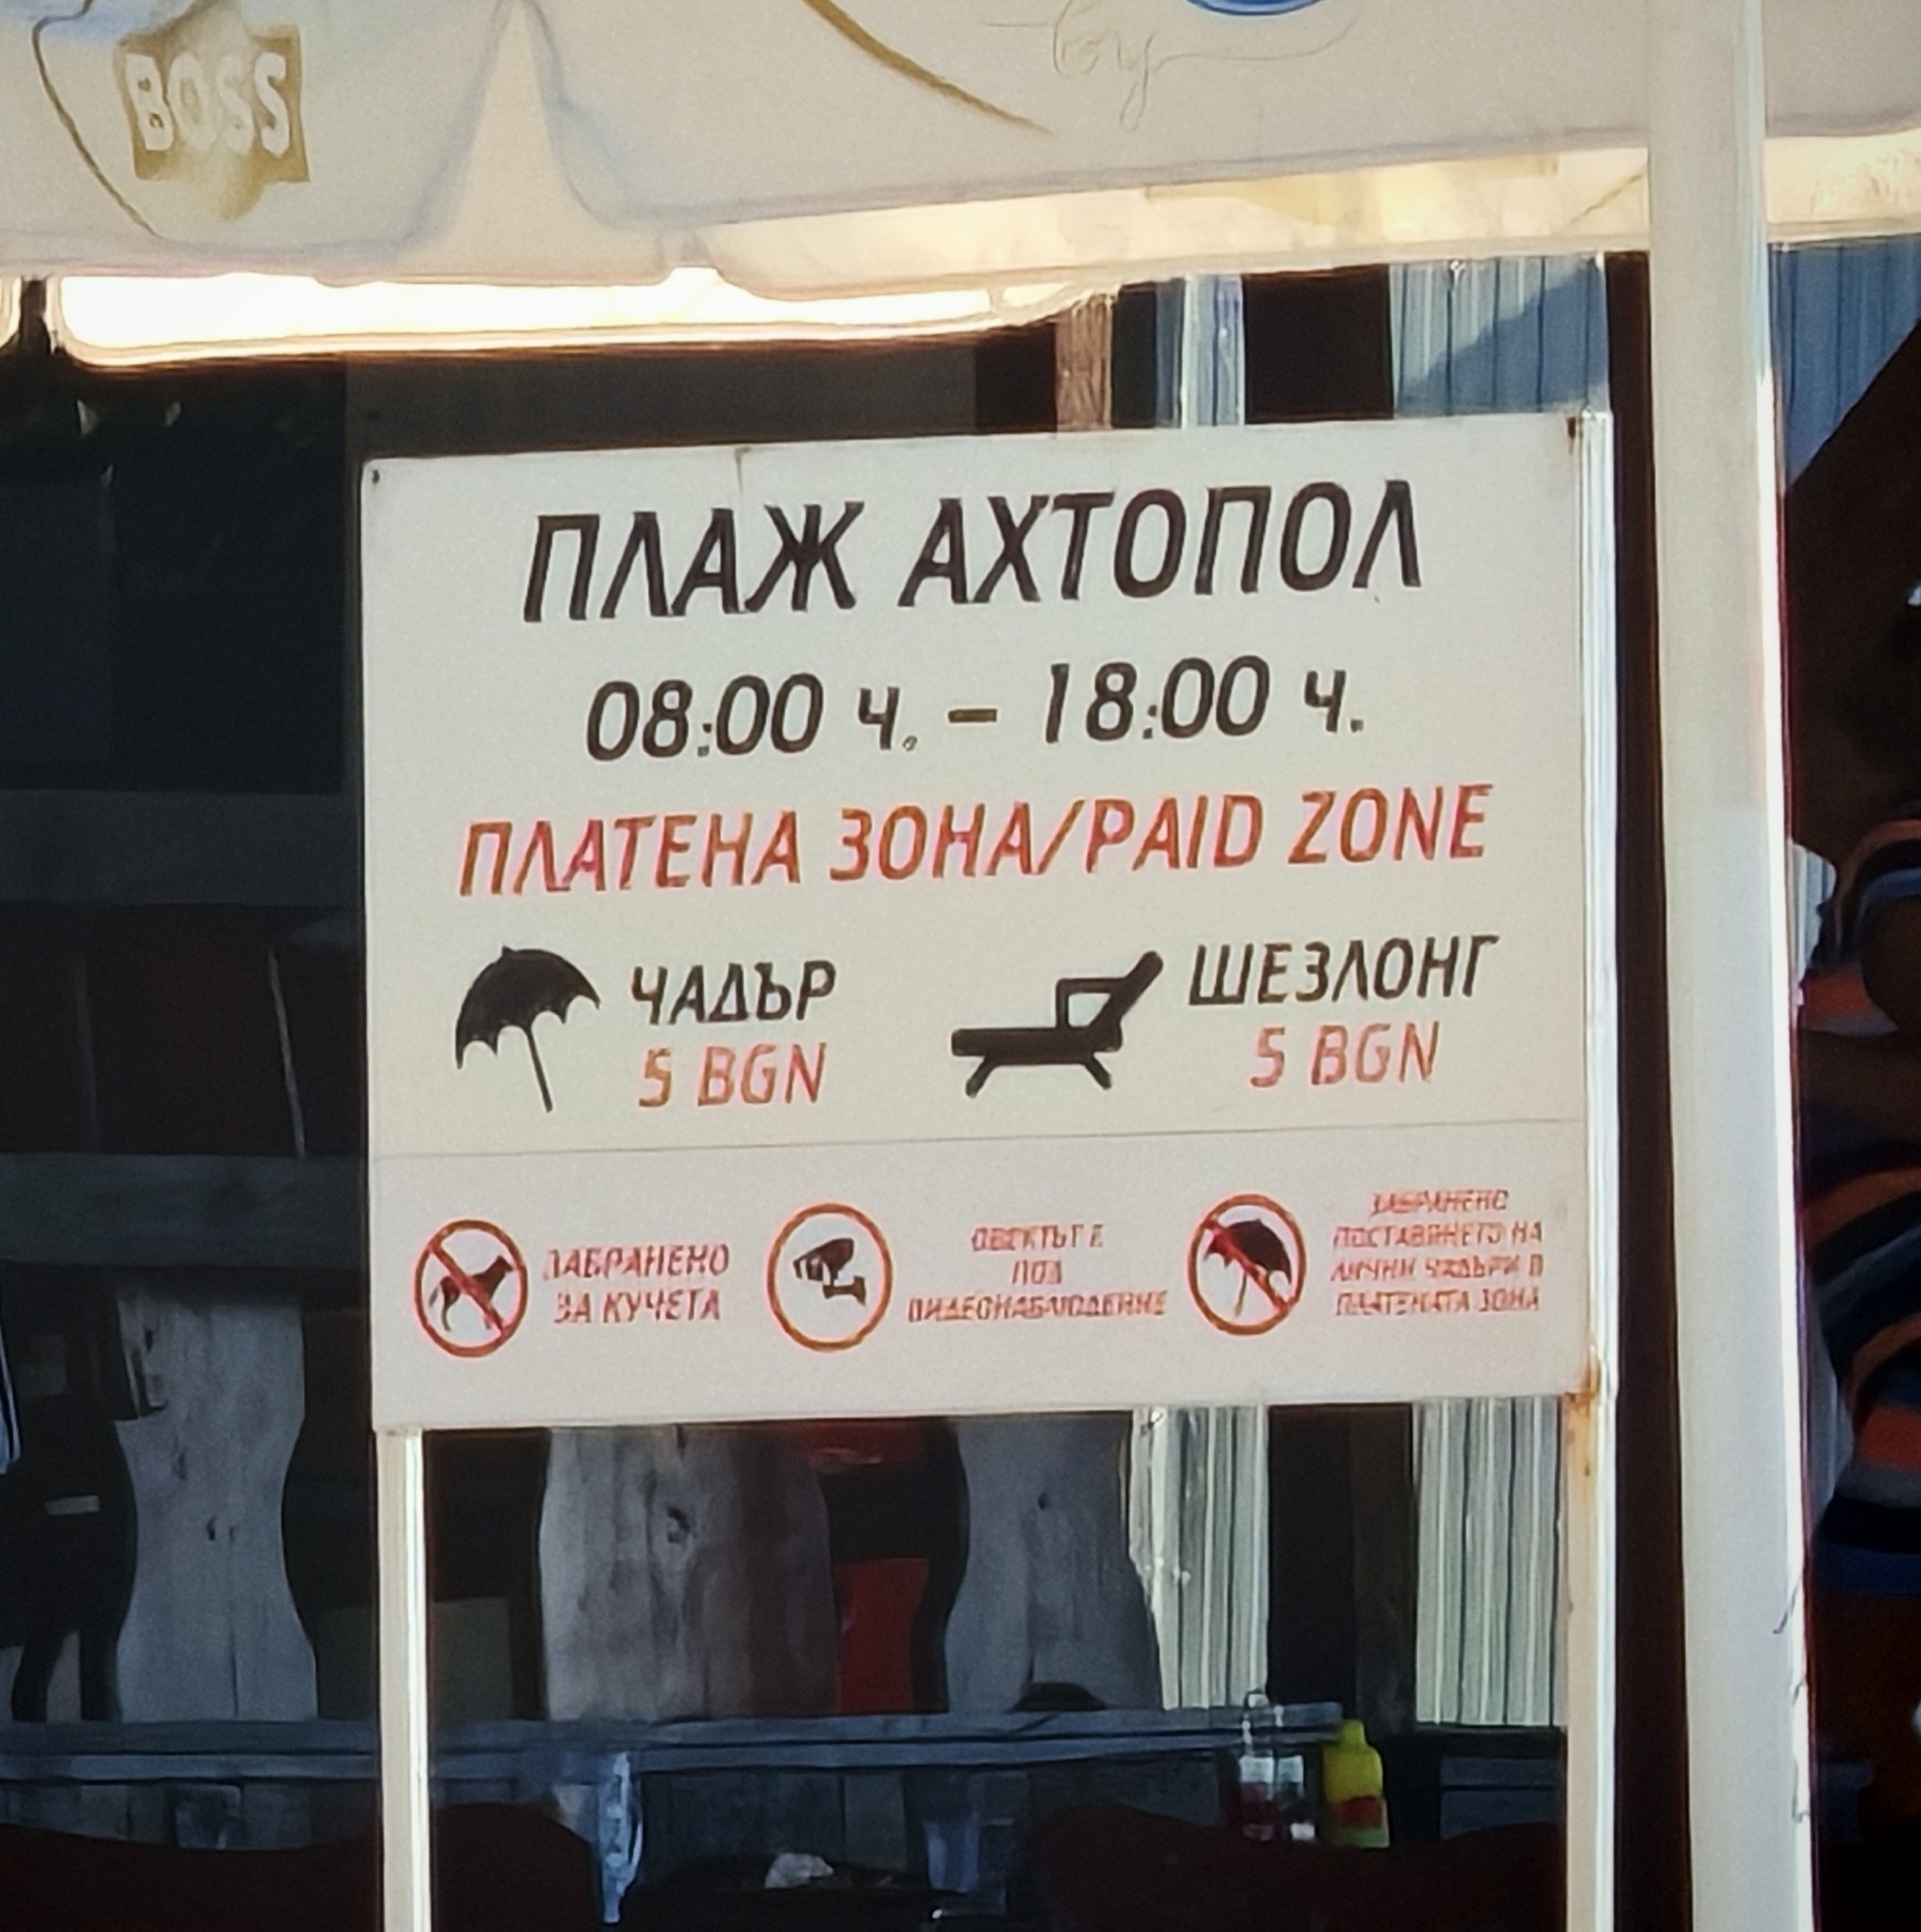 BOSS
ПЛАЖ АХТОПОЛ
08:00 ч. – 18:00 ч.
ПЛАТЕНА ЗОНА/PAID ZONE
ЧАДЪР
5 BGN
ШЕЗЛОНГ
5 BGN
ЗАБРАНЕНО
ЗА КУЧЕТА
ОБЕКТЪТ Е
ПОД
ВИДЕОНАБЛЮДЕНИЕ
ЗАБРАНЕНО
ПОСТАВЯНЕТО НА
ЛИЧНИ ЧАДЪРИ В
ПЛАТЕНАТА ЗОНА